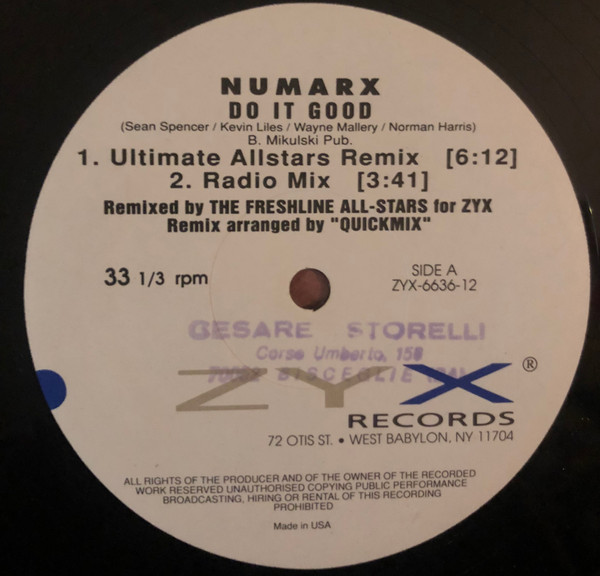 NUMARX
DO IT GOOD
(Sean Spencer / Kevin Liles / Wayne Mallery / Norman Harris)
B. Mikulski Pub.
1. Ultimate Allstars Remix [6:12]
2. Radio Mix [3:41]
Remixed by THE FRESHLINE ALL-STARS for ZYX
Remix arranged by "QUICKMIX"
33 1/3 rpm
SIDE A
ZYX-6636-12
CESARE STORELLI
Corso Umberto, 158
BISCEGLIE (BA)
ZYX ®
RECORDS
72 OTIS ST. • WEST BABYLON, NY 11704
ALL RIGHTS OF THE PRODUCER AND OF THE OWNER OF THE RECORDED
WORK RESERVED UNAUTHORISED COPYING PUBLIC PERFORMANCE
BROADCASTING, HIRING OR RENTAL OF THIS RECORDING
PROHIBITED
Made in USA